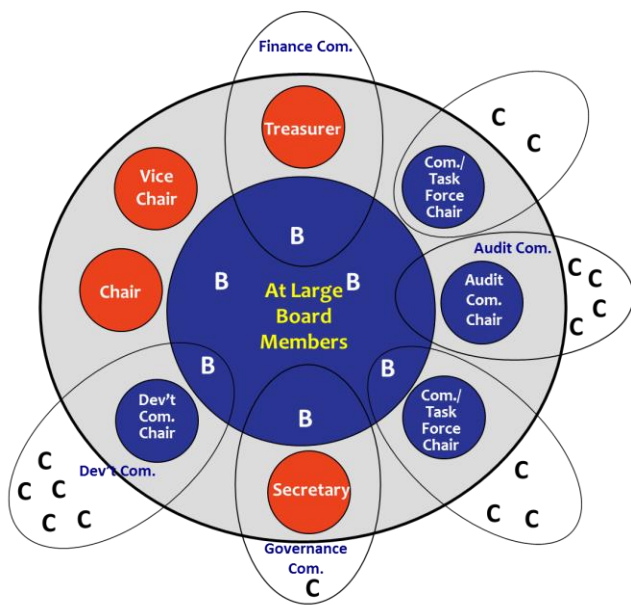 Finance Com.
Treasurer
C
C
Vice
Chair
Com./
Task
Force
Chair
B
Audit Com.
B
B
C
C
C
C
C
Chair
At Large
Board
Members
Audit
Com.
Chair
B
B
B
Dev't
Com.
Chair
Com./
Task
Force
Chair
Dev't Com.
C
C
C
C
C
C
Secretary
C
C
C
Governance
Com.
C